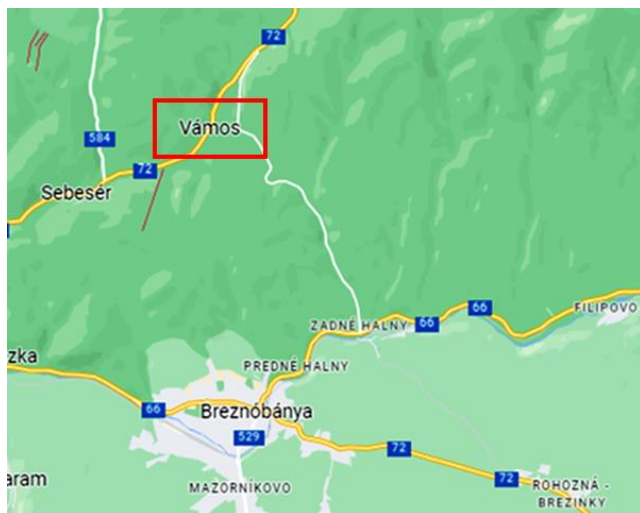 72
584
Vámos
72
Sebesér
ZADNÉ HALNY
66
66
FILIPOVO
zka
PREDNÉ HALNY
66
Breznóbánya
529
72
aram
MAZORNÍKOVO
72
ROHOZNÁ -
BREZINKY